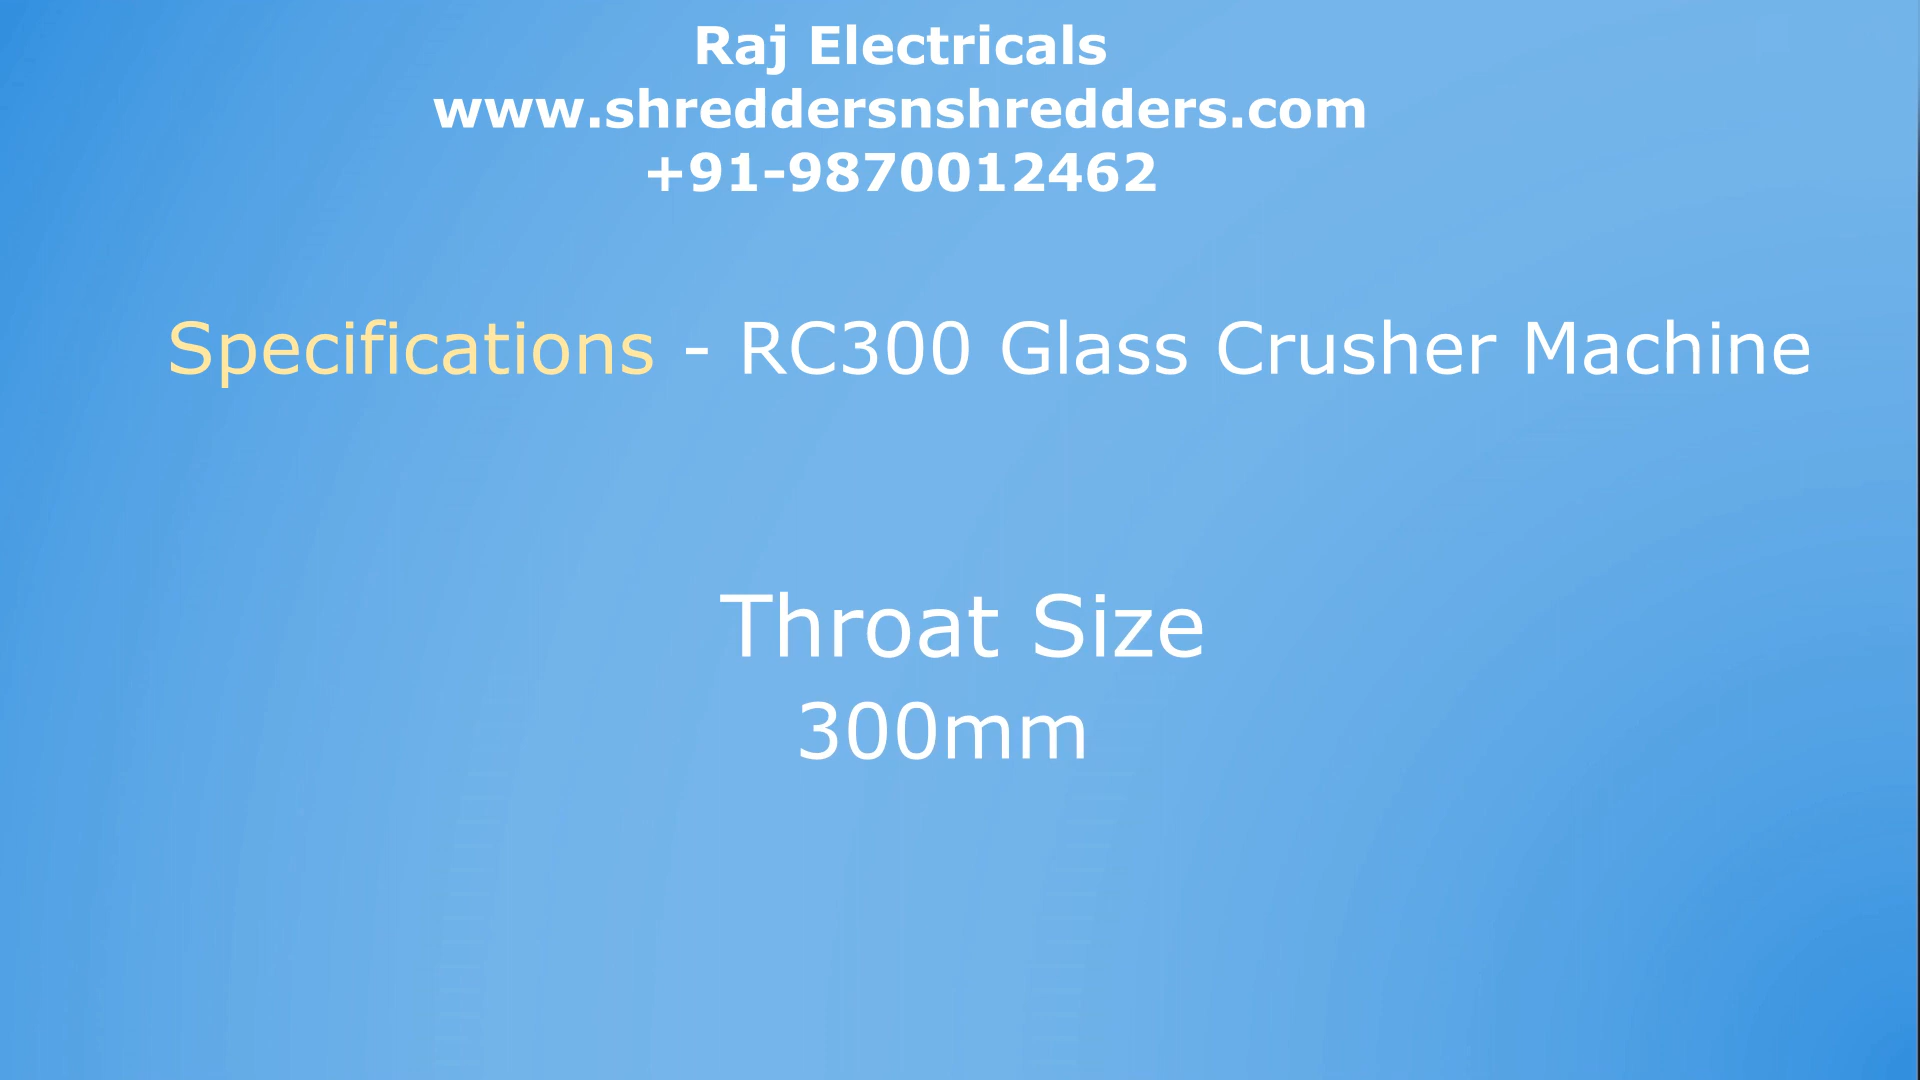 Raj Electricals
www.shreddersnshredders.com
+91-9870012462
Specifications - RC300 Glass Crusher Machine
Throat Size
300mm